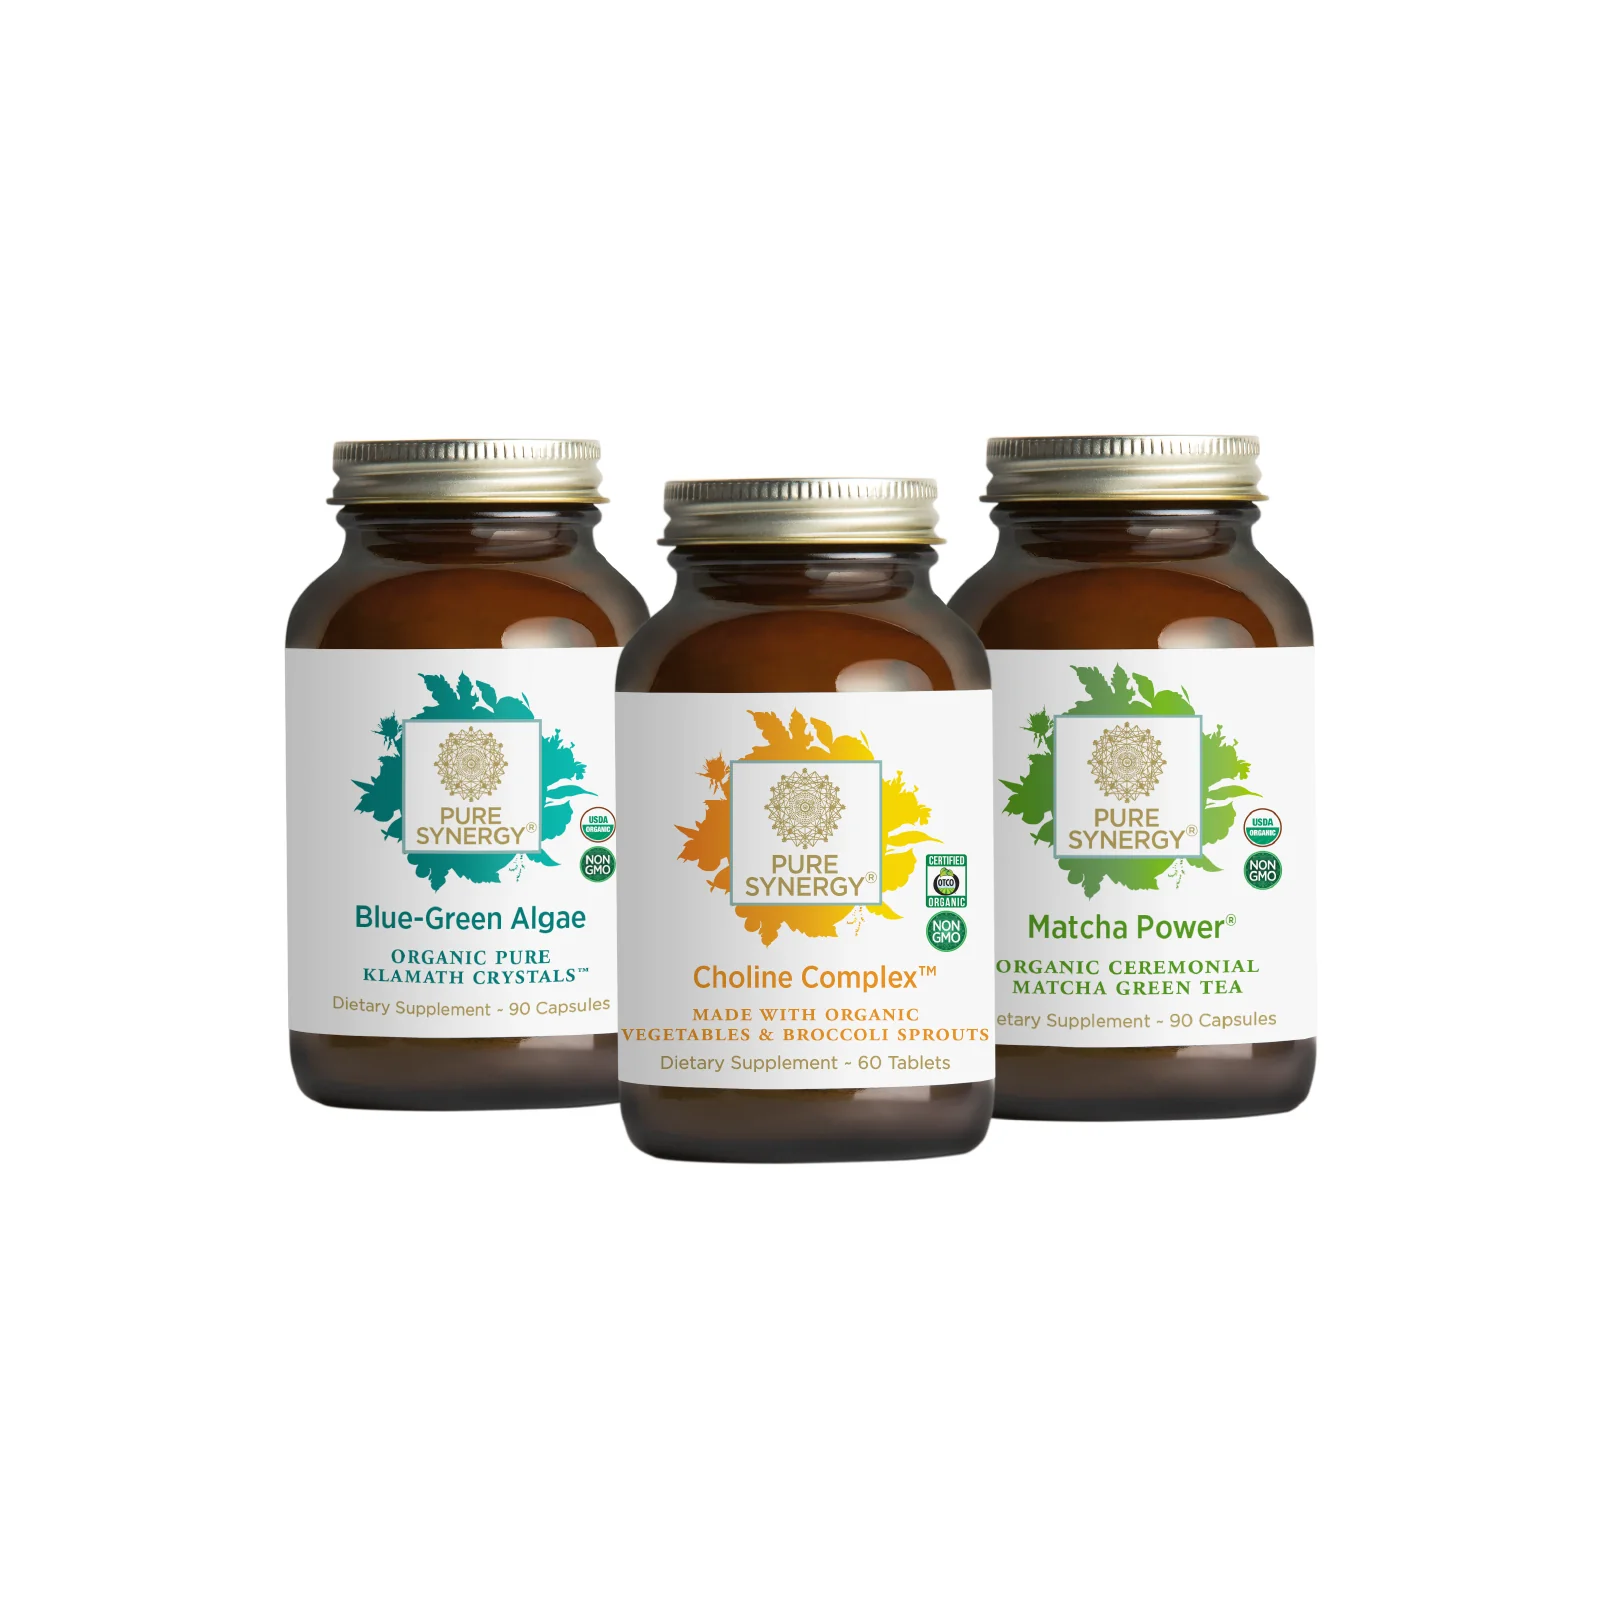 PURE
SYNERGY®
USDA
ORGANIC
NON
GMO
Blue-Green Algae
ORGANIC PURE
KLAMATH CRYSTALS™
Dietary Supplement ~ 90 Capsules
PURE
SYNERGY®
CERTIFIED
OTCO
ORGANIC
NON
GMO
Choline Complex™
MADE WITH ORGANIC
VEGETABLES & BROCCOLI SPROUTS
Dietary Supplement ~ 60 Tablets
PURE
SYNERGY®
USDA
ORGANIC
NON
GMO
Matcha Power®
ORGANIC CEREMONIAL
MATCHA GREEN TEA
etary Supplement ~ 90 Capsules